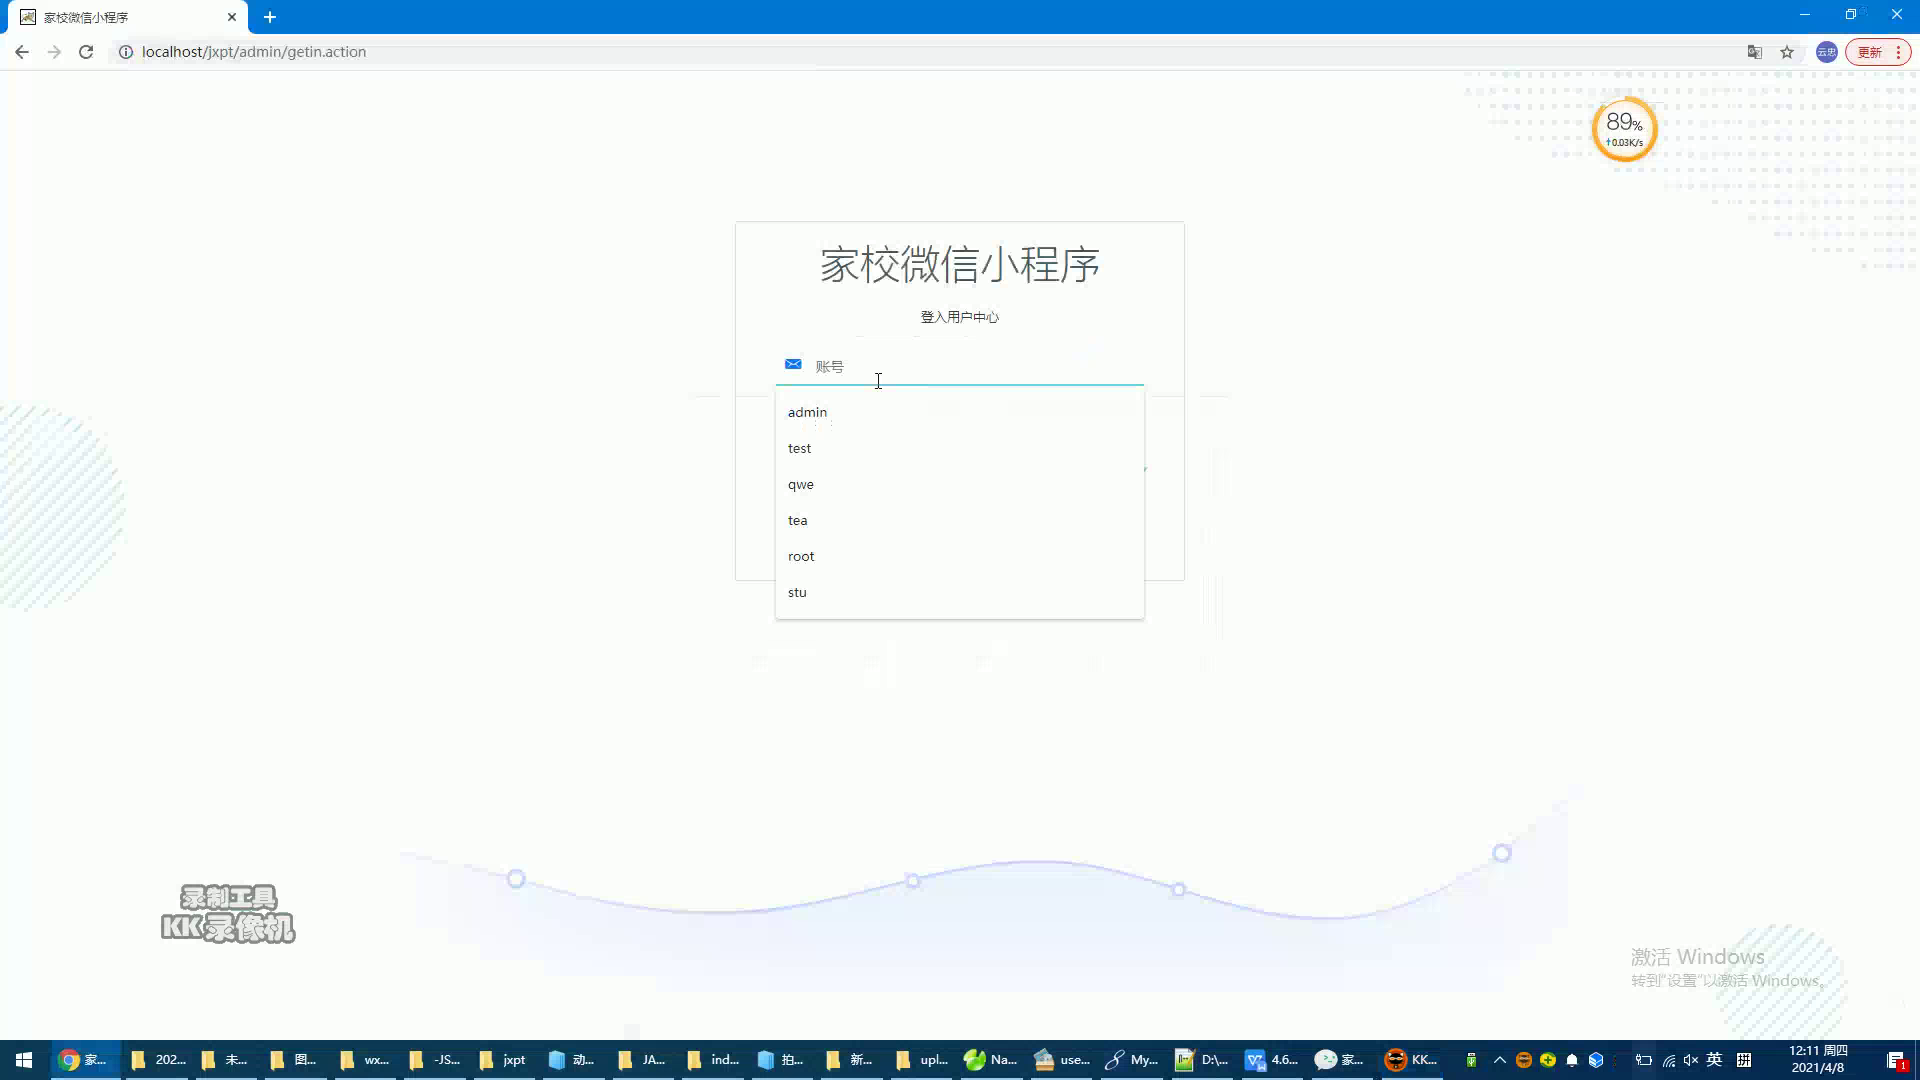 家校微信小程序
localhost/jxpt/admin/getin.action
云忠
更新
89%
↑0.03K/s
家校微信小程序
登入用户中心
账号
admin
test
qwe
tea
root
stu
录制工具
KK录像机
激活 Windows
转到"设置"以激活 Windows。
家... 202... 未... 图... wx... -JS... jxpt 动... JA... ind... 拍... 新... upl... Na... use... My... D:\... 4.6... 家... KK... 英 拼 12:11 周四
2021/4/8
1